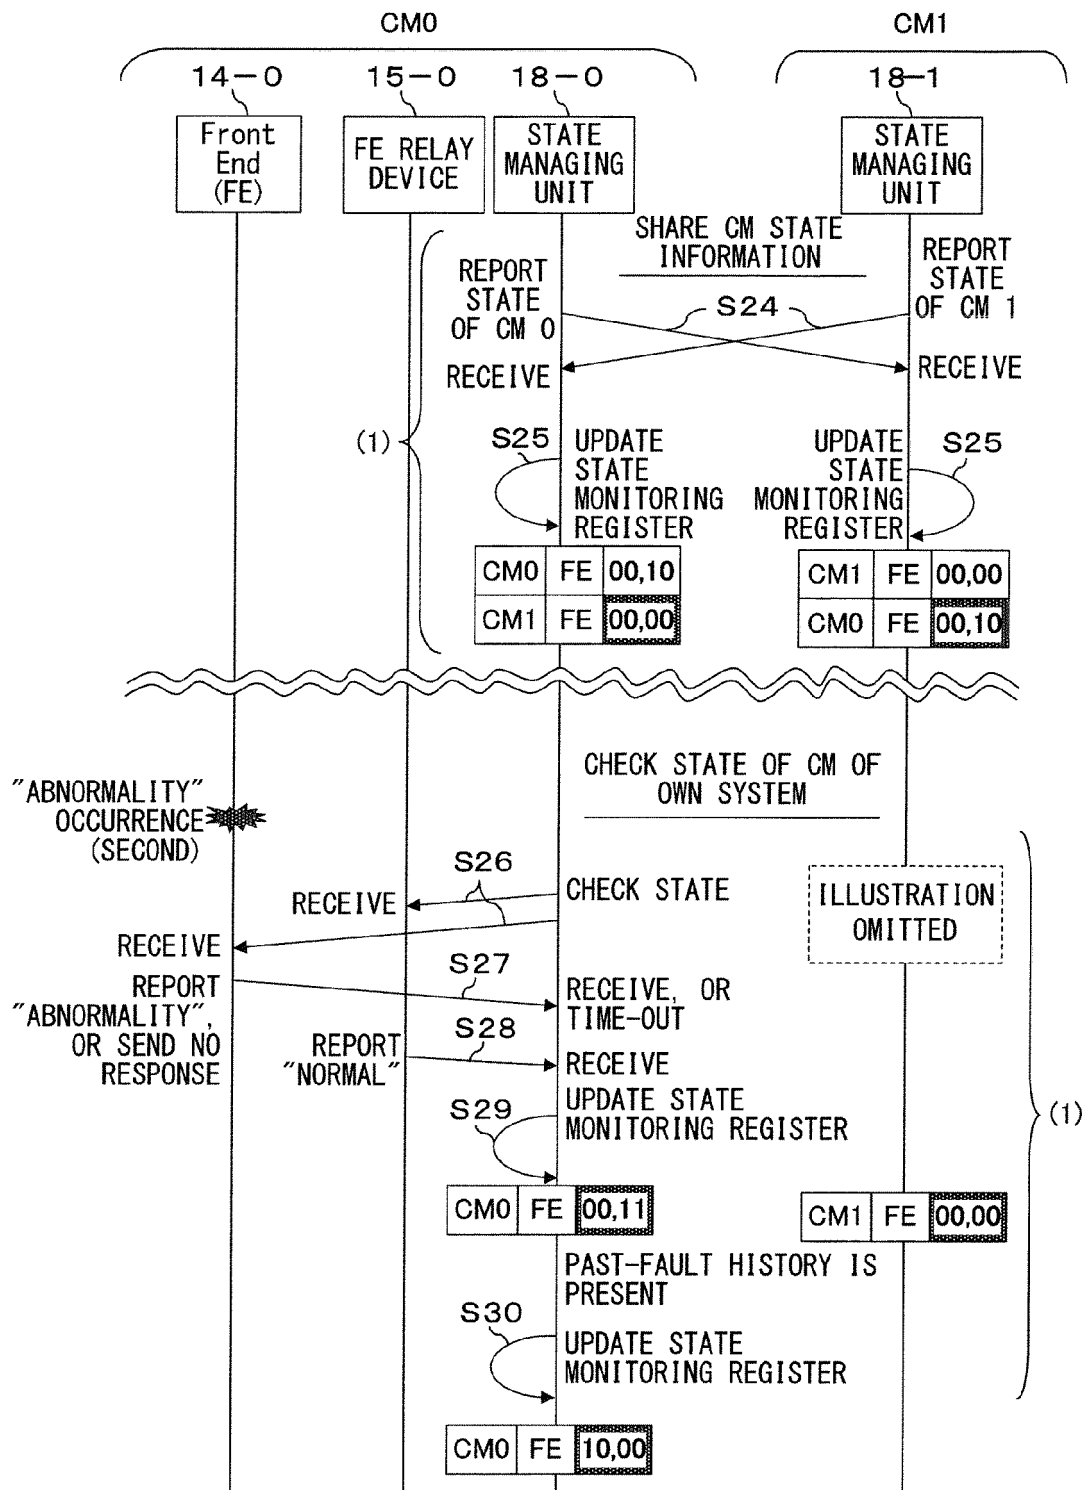 CM0
CM1
14-0
15-0
18-0
18-1
Front
End
(FE)
FE RELAY
DEVICE
STATE
MANAGING
UNIT
STATE
MANAGING
UNIT
SHARE CM STATE
INFORMATION
REPORT
STATE
OF CM 0
REPORT
STATE
OF CM 1
S24
RECEIVE
RECEIVE
(1)
S25
UPDATE
STATE
MONITORING
REGISTER
UPDATE
STATE
MONITORING
REGISTER
S25
CM0 FE 00,10
CM1 FE 00,00
CM1 FE 00,00
CM0 FE 00,10
CHECK STATE OF CM OF
OWN SYSTEM
"ABNORMALITY"
OCCURRENCE
(SECOND)
S26
CHECK STATE
RECEIVE
RECEIVE
ILLUSTRATION
OMITTED
S27
REPORT
"ABNORMALITY",
OR SEND NO
RESPONSE
RECEIVE, OR
TIME-OUT
S28
REPORT
"NORMAL"
RECEIVE
S29
UPDATE STATE
MONITORING REGISTER
(1)
CM0 FE 00,11
CM1 FE 00,00
PAST-FAULT HISTORY IS
PRESENT
S30
UPDATE STATE
MONITORING REGISTER
CM0 FE 10,00